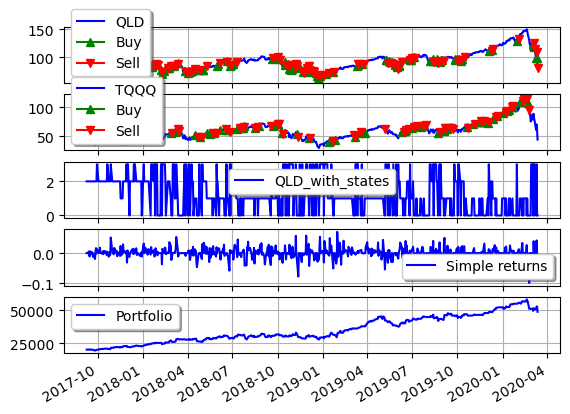 QLD
Buy
Sell
150
100
TQQQ
Buy
Sell
100
50
QLD_with_states
2
0
Simple returns
0.0
−0.1
Portfolio
50000
25000
2017-10
2018-01
2018-04
2018-07
2018-10
2019-01
2019-04
2019-07
2019-10
2020-01
2020-04